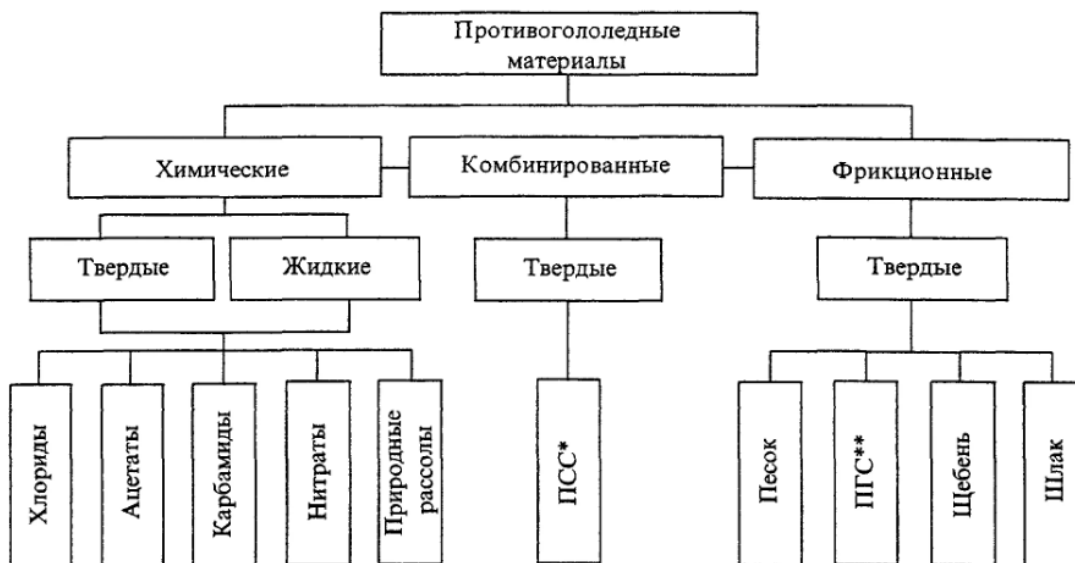 Противогололедные
материалы
Химические
Комбинированные
Фрикционные
Твердые
Жидкие
Твердые
Твердые
Хлориды
Ацетаты
Карбамиды
Нитраты
Природные
рассолы
ПСС*
Песок
ПГС**
Щебень
Шлак